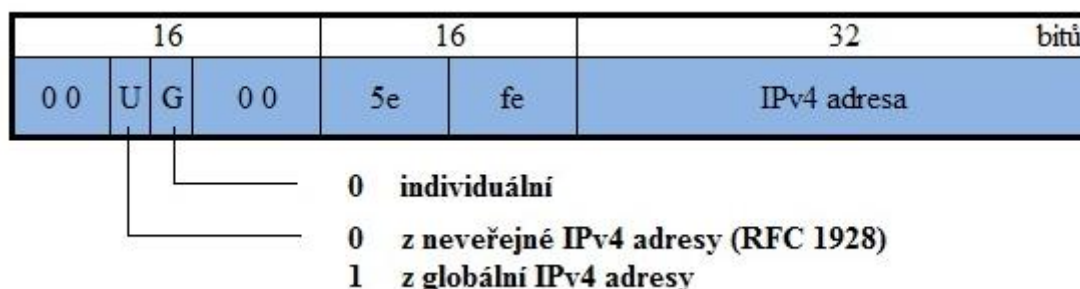 16 16 32 bitů
0 0 U G 0 0 5e fe IPv4 adresa
0 individuální
0 z neveřejné IPv4 adresy (RFC 1928)
1 z globální IPv4 adresy